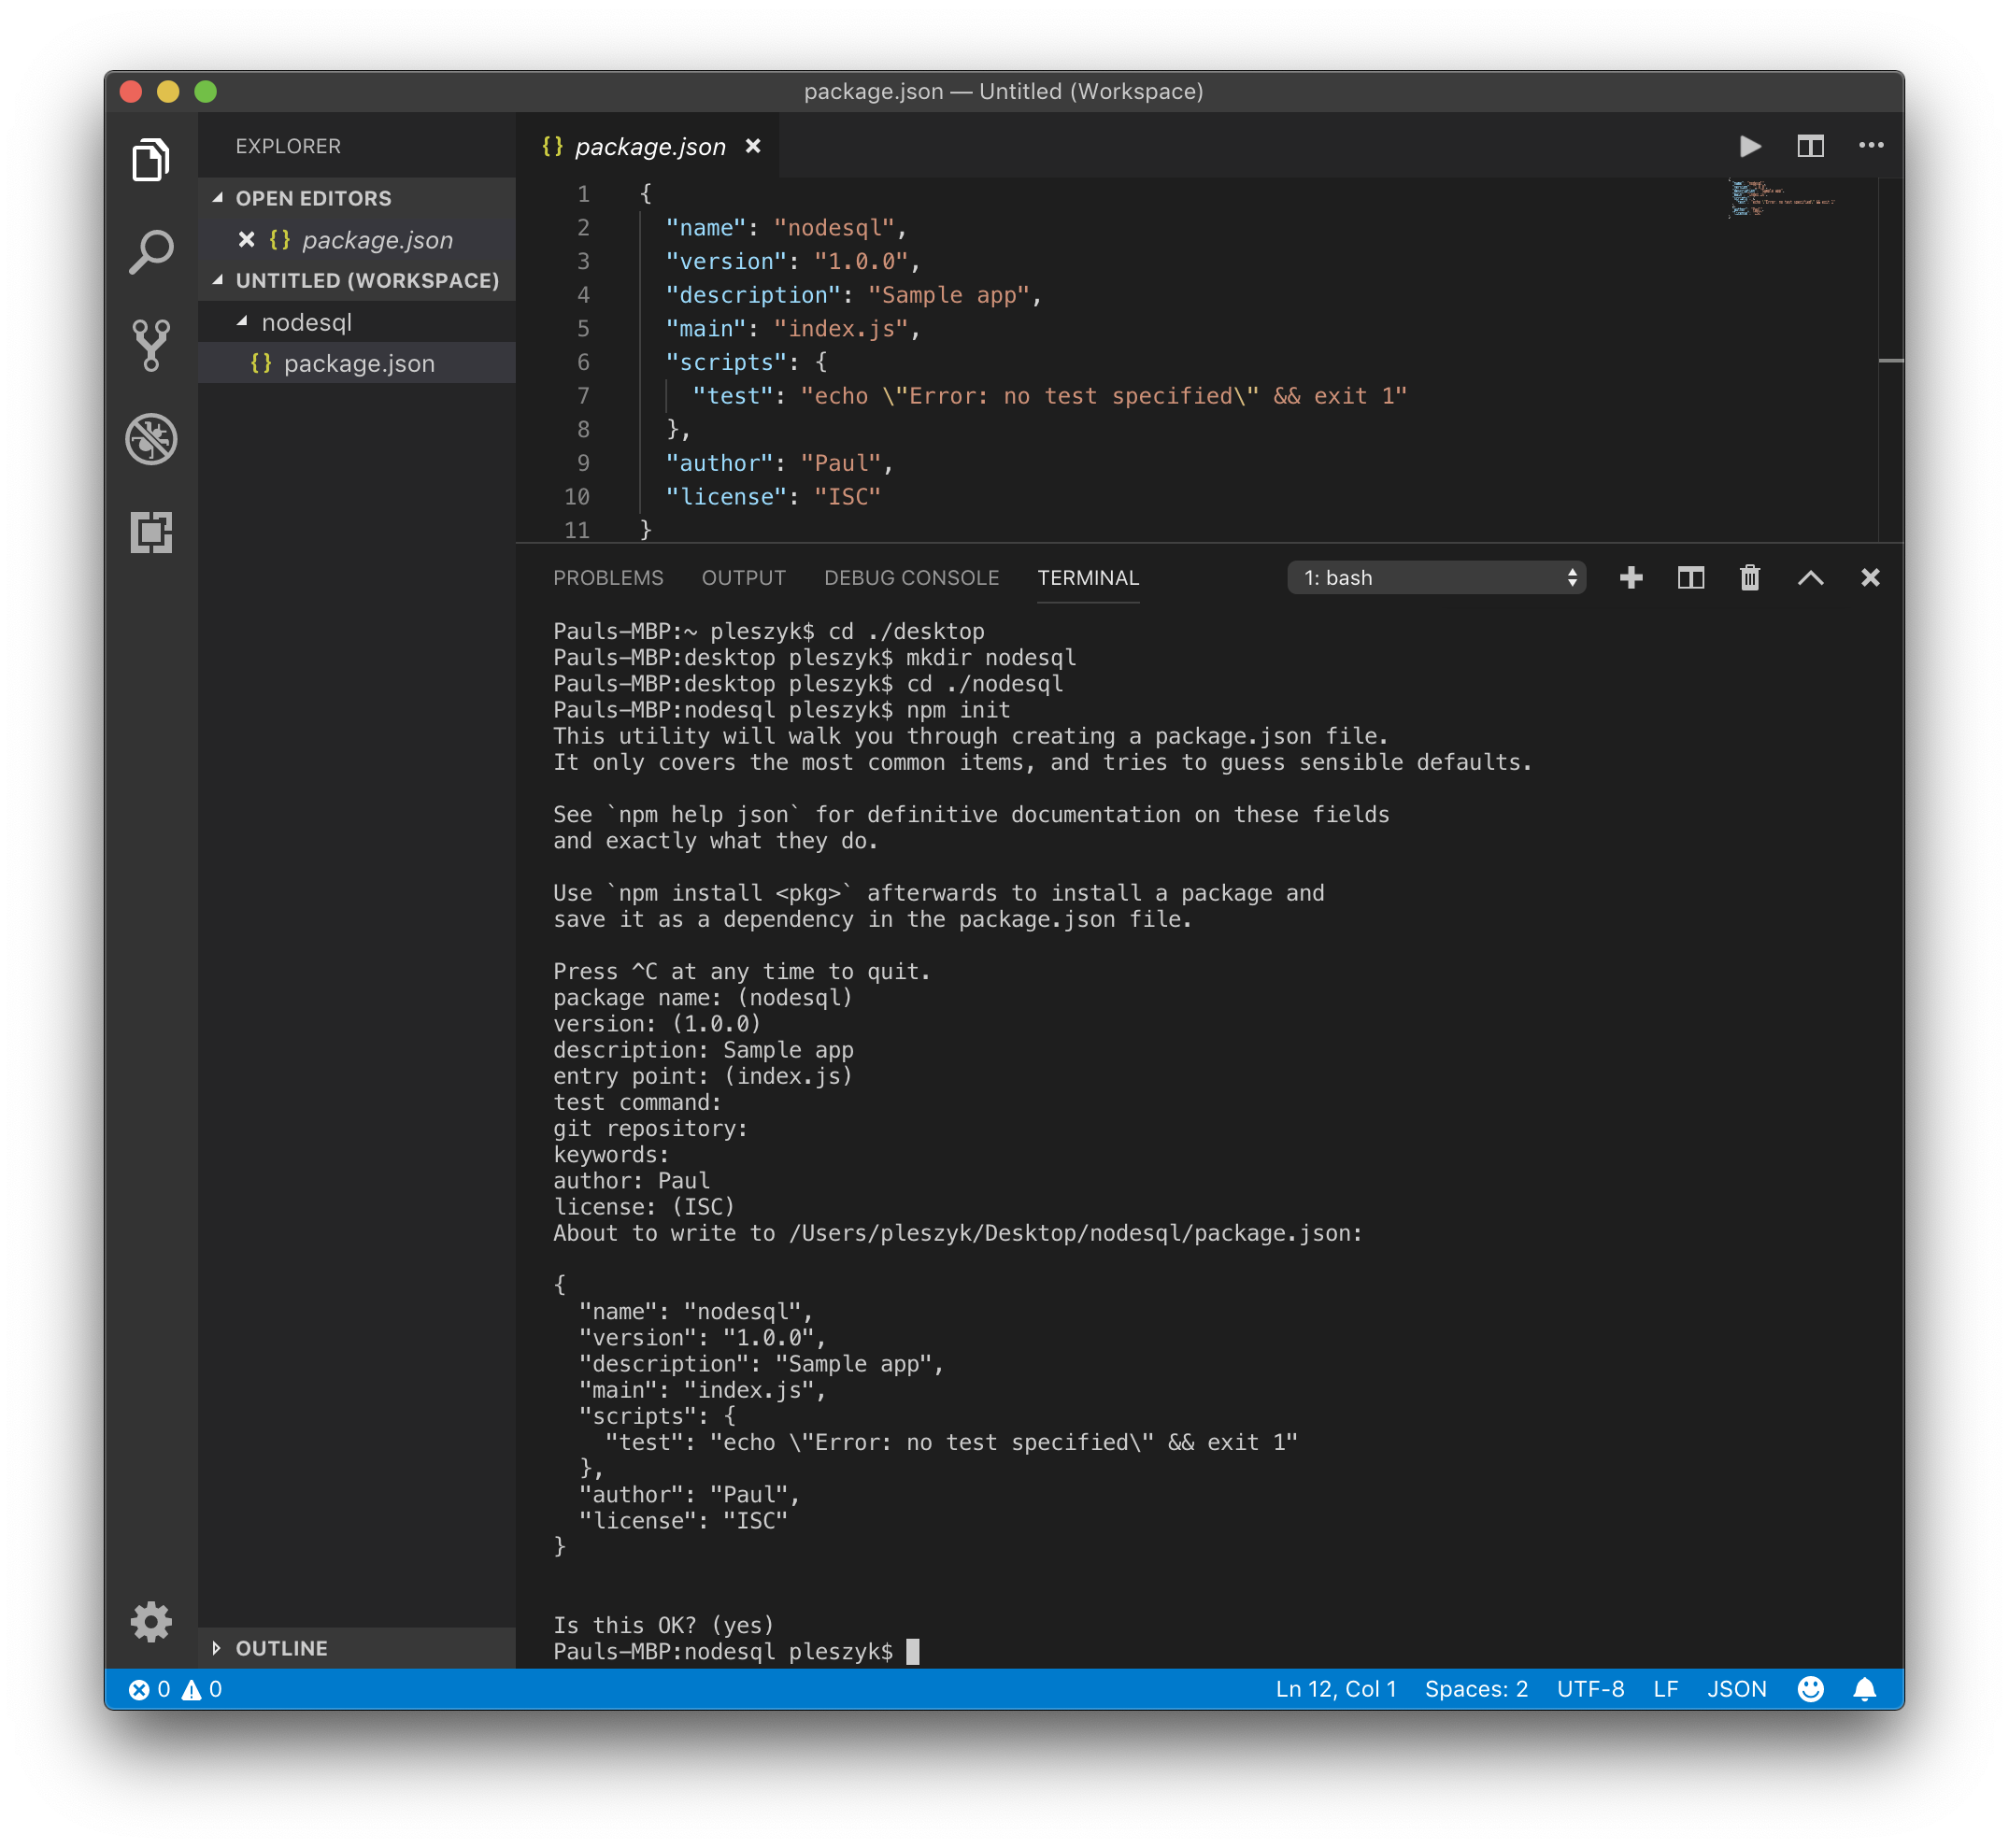 package.json — Untitled (Workspace)
EXPLORER
OPEN EDITORS
{} package.json
UNTITLED (WORKSPACE)
nodesql
{} package.json
OUTLINE
{} package.json
1 {
2 "name": "nodesql",
3 "version": "1.0.0",
4 "description": "Sample app",
5 "main": "index.js",
6 "scripts": {
7 "test": "echo \"Error: no test specified\" && exit 1"
8 },
9 "author": "Paul",
10 "license": "ISC"
11 }
PROBLEMS OUTPUT DEBUG CONSOLE TERMINAL 1: bash
Pauls-MBP:~ pleszyk$ cd ./desktop
Pauls-MBP:desktop pleszyk$ mkdir nodesql
Pauls-MBP:desktop pleszyk$ cd ./nodesql
Pauls-MBP:nodesql pleszyk$ npm init
This utility will walk you through creating a package.json file.
It only covers the most common items, and tries to guess sensible defaults.
See `npm help json` for definitive documentation on these fields
and exactly what they do.
Use `npm install <pkg>` afterwards to install a package and
save it as a dependency in the package.json file.
Press ^C at any time to quit.
package name: (nodesql)
version: (1.0.0)
description: Sample app
entry point: (index.js)
test command:
git repository:
keywords:
author: Paul
license: (ISC)
About to write to /Users/pleszyk/Desktop/nodesql/package.json:
{
"name": "nodesql",
"version": "1.0.0",
"description": "Sample app",
"main": "index.js",
"scripts": {
"test": "echo \"Error: no test specified\" && exit 1"
},
"author": "Paul",
"license": "ISC"
}
Is this OK? (yes)
Pauls-MBP:nodesql pleszyk$
0 0 Ln 12, Col 1 Spaces: 2 UTF-8 LF JSON